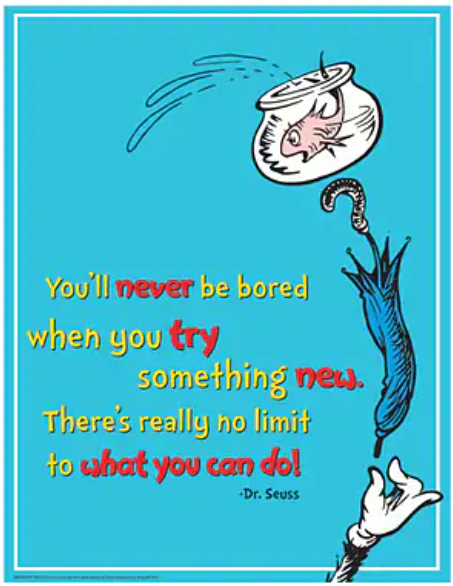 You'll never be bored
when you try
something new.
There's really no limit
to what you can do!
-Dr. Seuss